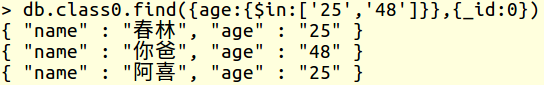 > db.class0.find({age:{$in:['25','48']}},{_id:0})
{ "name" : "春林", "age" : "25" }
{ "name" : "你爸", "age" : "48" }
{ "name" : "阿喜", "age" : "25" }